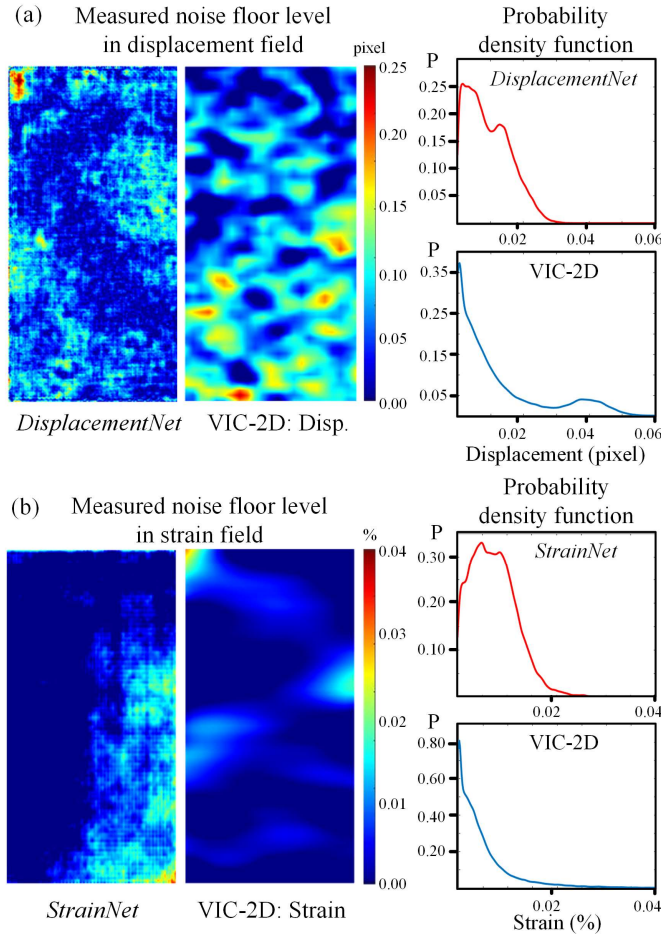 (a)
Measured noise floor level
in displacement field
pixel
0.25
0.20
0.15
0.10
0.05
0.00
DisplacementNet
VIC-2D: Disp.
Probability
density function
P
DisplacementNet
0.25
0.20
0.15
0.10
0.05
0.02
0.04
0.06
P
VIC-2D
0.35
0.25
0.15
0.05
0.02
0.04
0.06
Displacement (pixel)
(b)
Measured noise floor level
in strain field
%
0.04
0.03
0.02
0.01
0.00
StrainNet
VIC-2D: Strain
Probability
density function
P
StrainNet
0.30
0.20
0.10
0.02
0.04
P
VIC-2D
0.80
0.60
0.40
0.20
0.02
0.04
Strain (%)